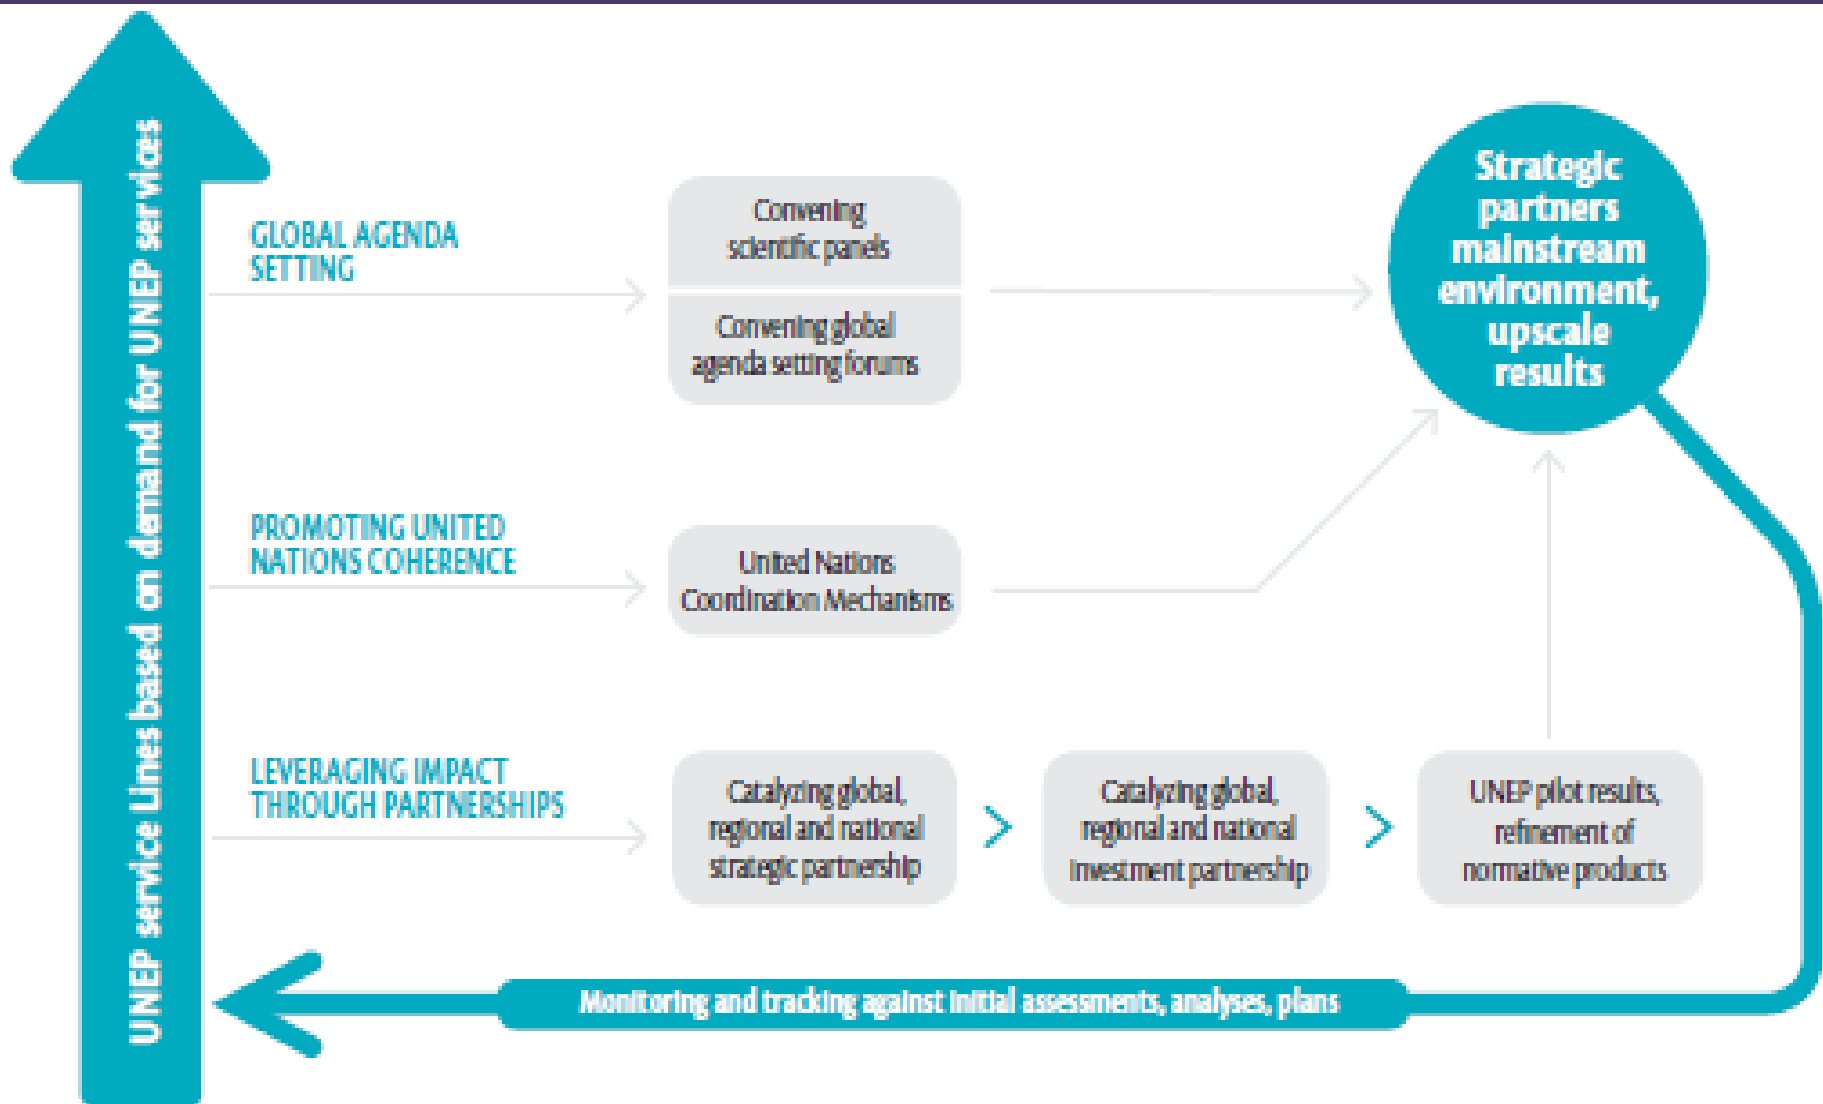 UNEP service Lines based on demand for UNEP services
GLOBAL AGENDA
SETTING
Convening
scientific panels
Convening global
agenda setting forums
Strategic
partners
mainstream
environment,
upscale
results
PROMOTING UNITED
NATIONS COHERENCE
United Nations
Coordination Mechanisms
LEVERAGING IMPACT
THROUGH PARTNERSHIPS
Catalyzing global,
regional and national
strategic partnership
>
Catalyzing global,
regional and national
investment partnership
>
UNEP pilot results,
refinement of
normative products
Monitoring and tracking against initial assessments, analyses, plans